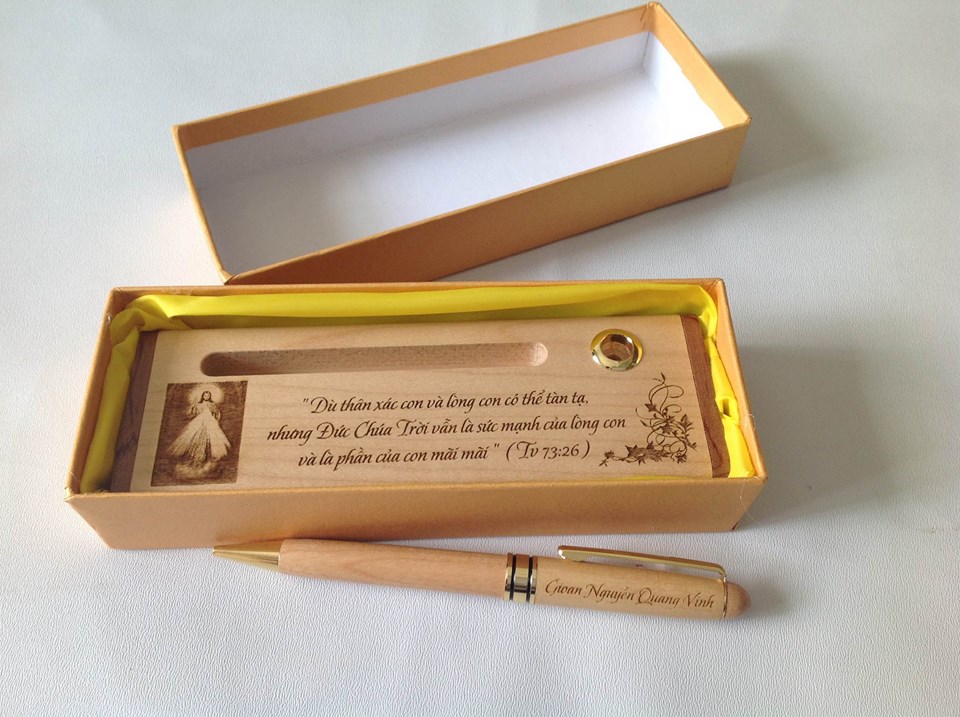 "Dù thân xác con và lòng con có thể tàn tạ,
nhưng Đức Chúa Trời vẫn là sức mạnh của lòng con
và là phần của con mãi mãi" (Tv 73:26)
Gioan Nguyễn Quang Vinh